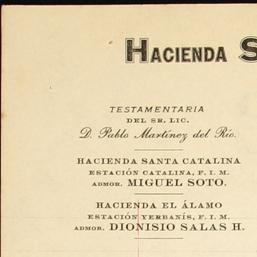 HACIENDA S
TESTAMENTARIA
DEL SR. LIC.
D. Pablo Martínez del Río.
HACIENDA SANTA CATALINA
ESTACIÓN CATALINA, F. I. M.
ADMOR. MIGUEL SOTO.
HACIENDA EL ÁLAMO
ESTACIÓN YERBANÍS, F. I. M.
ADMOR. DIONISIO SALAS H.